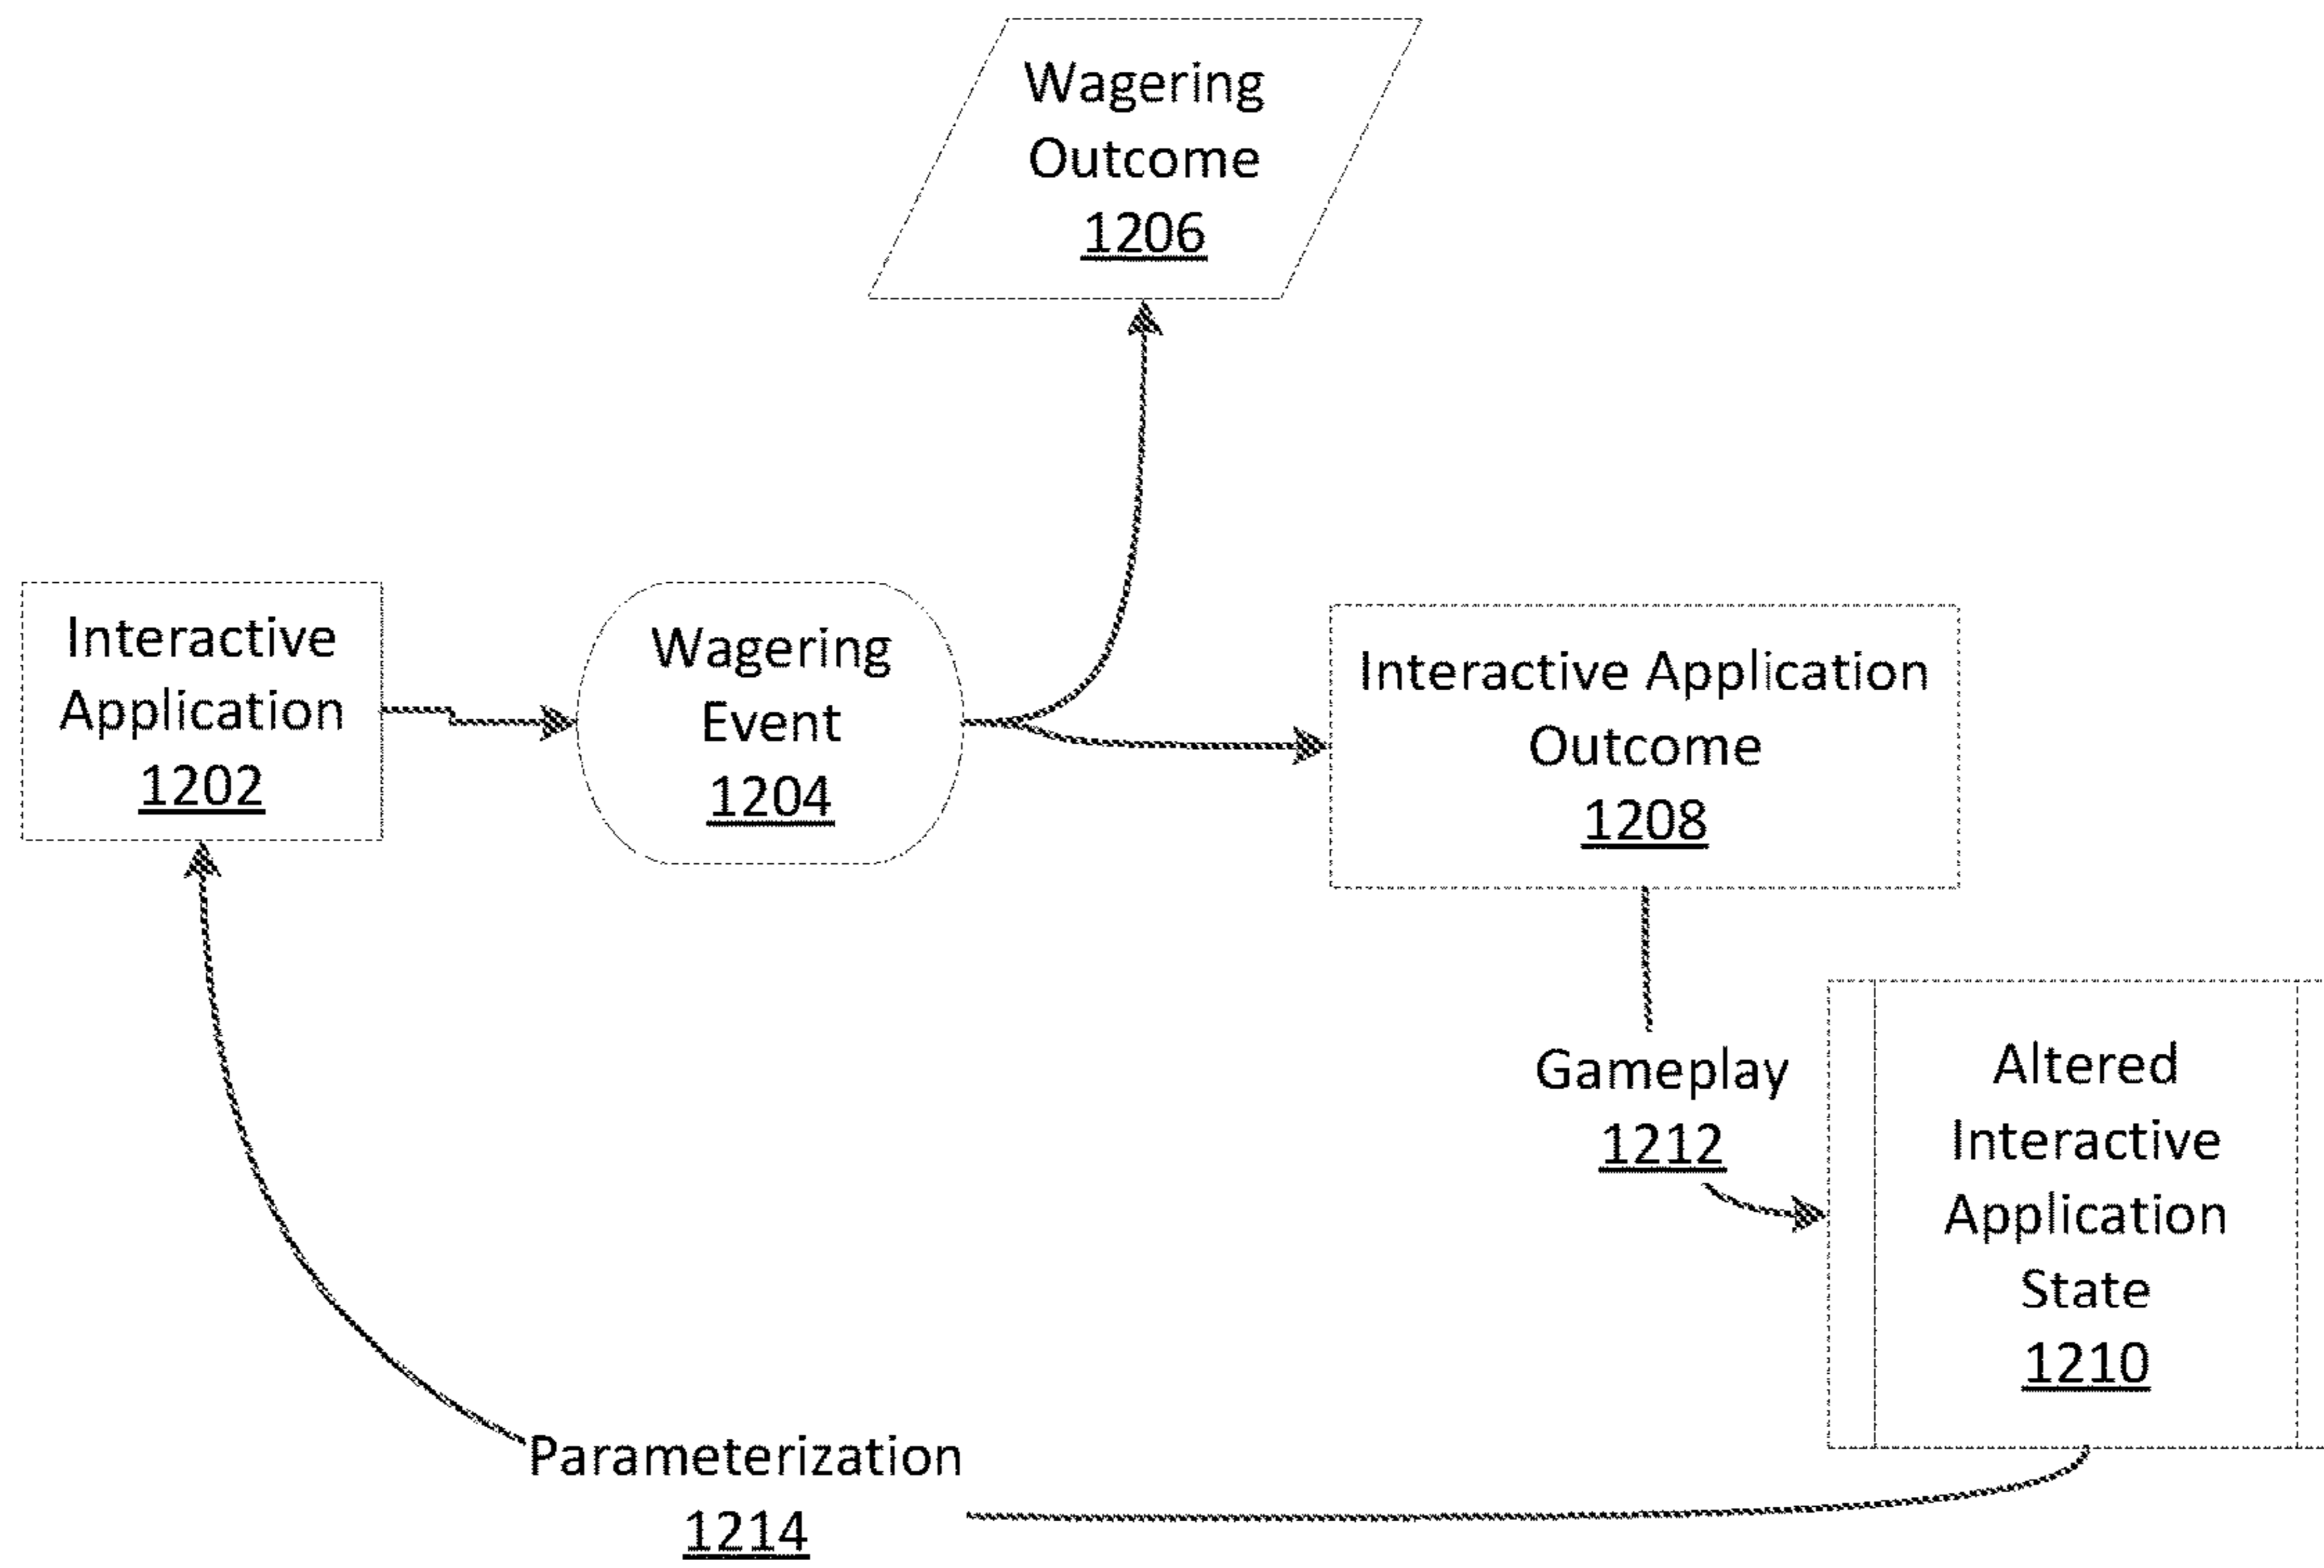 Wagering
Outcome
1206
Interactive
Application
1202
Wagering
Event
1204
Interactive Application
Outcome
1208
Gameplay
1212
Altered
Interactive
Application
State
1210
Parameterization
1214